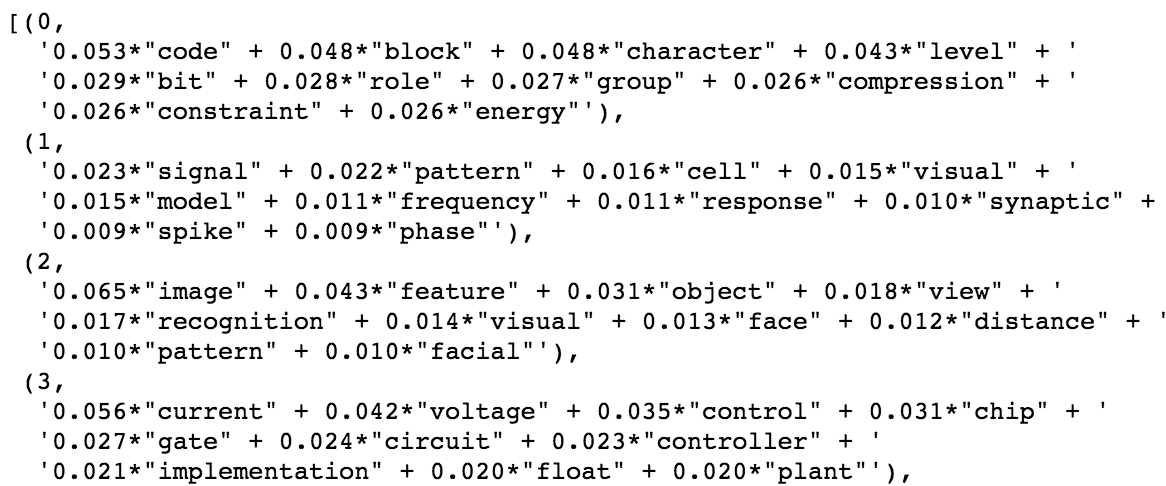 [(0,
'0.053*"code" + 0.048*"block" + 0.048*"character" + 0.043*"level" + '
'0.029*"bit" + 0.028*"role" + 0.027*"group" + 0.026*"compression" + '
'0.026*"constraint" + 0.026*"energy"'),
(1,
'0.023*"signal" + 0.022*"pattern" + 0.016*"cell" + 0.015*"visual" + '
'0.015*"model" + 0.011*"frequency" + 0.011*"response" + 0.010*"synaptic" +
'0.009*"spike" + 0.009*"phase"'),
(2,
'0.065*"image" + 0.043*"feature" + 0.031*"object" + 0.018*"view" + '
'0.017*"recognition" + 0.014*"visual" + 0.013*"face" + 0.012*"distance" + '
'0.010*"pattern" + 0.010*"facial"'),
(3,
'0.056*"current" + 0.042*"voltage" + 0.035*"control" + 0.031*"chip" + '
'0.027*"gate" + 0.024*"circuit" + 0.023*"controller" + '
'0.021*"implementation" + 0.020*"float" + 0.020*"plant"'),